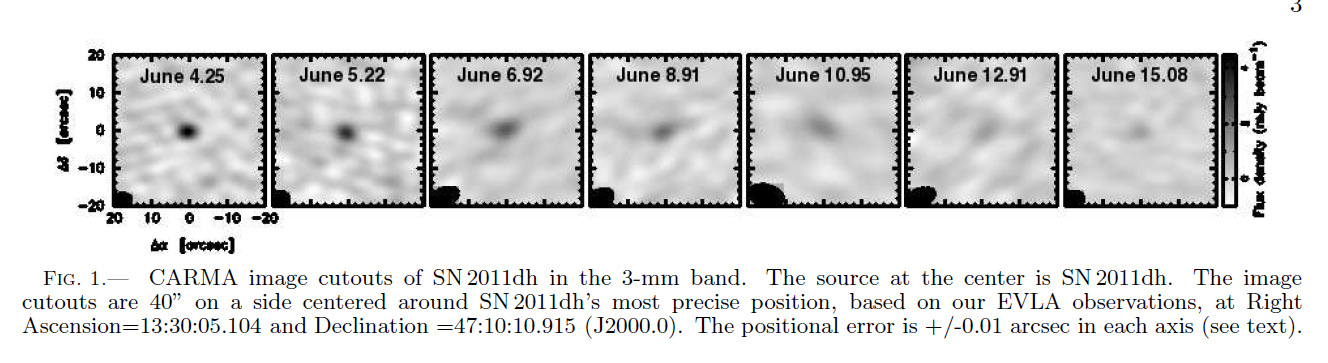 3
June 4.25
June 5.22
June 6.92
June 8.91
June 10.95
June 12.91
June 15.08
20
10
0
−10
−20
Δδ [arcsec]
20 10 0 −10 −20
Δα [arcsec]
4
0
Flux density (mJy beam⁻¹)
FIG. 1.— CARMA image cutouts of SN 2011dh in the 3-mm band. The source at the center is SN 2011dh. The image
cutouts are 40” on a side centered around SN 2011dh's most precise position, based on our EVLA observations, at Right
Ascension=13:30:05.104 and Declination =47:10:10.915 (J2000.0). The positional error is +/-0.01 arcsec in each axis (see text).